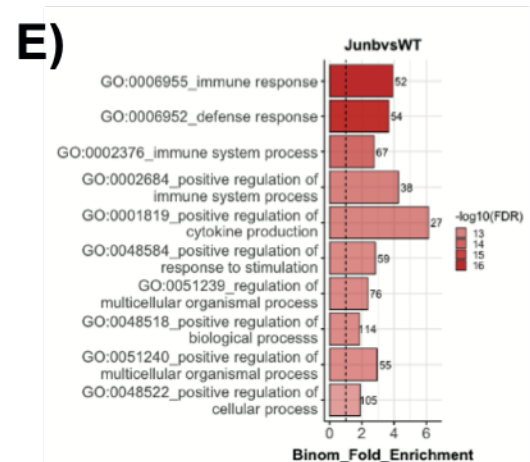 E)
JunbvsWT
GO:0006955_immune response
52
GO:0006952_defense response
54
GO:0002376_immune system process
67
GO:0002684_positive regulation of
immune system process
38
GO:0001819_positive regulation of
cytokine production
27
GO:0048584_positive regulation of
response to stimulation
59
GO:0051239_regulation of
multicellular organismal process
76
GO:0048518_positive regulation of
biological processs
114
GO:0051240_positive regulation of
multicellular organismal process
55
GO:0048522_positive regulation of
cellular process
105
-log10(FDR)
13
14
15
16
0 2 4 6
Binom_Fold_Enrichment